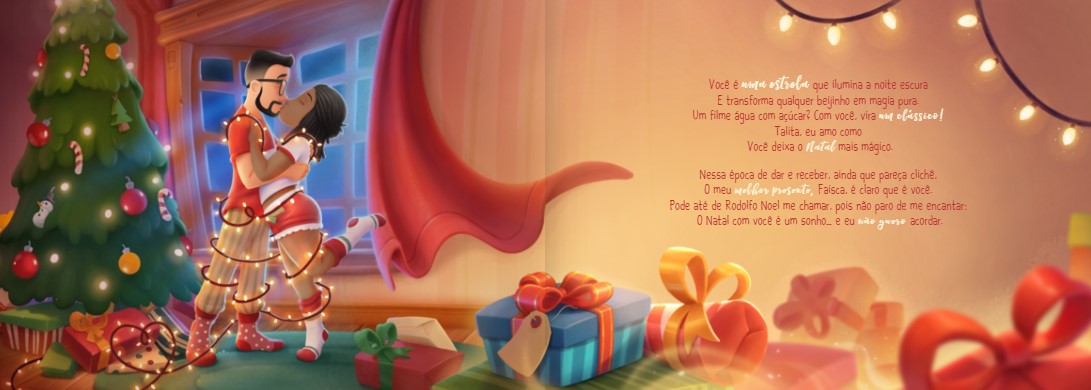 Você é uma estrela que ilumina a noite escura
E transforma qualquer beijinho em magia pura.
Um filme água com açúcar? Com você, vira um clássico!
Talita, eu amo como
Você deixa o Natal mais mágico.
Nessa época de dar e receber, ainda que pareça clichê,
O meu melhor presente, Faísca, é claro que é você.
Pode até de Rodolfo Noel me chamar, pois não paro de me encantar:
O Natal com você é um sonho... e eu não quero acordar.